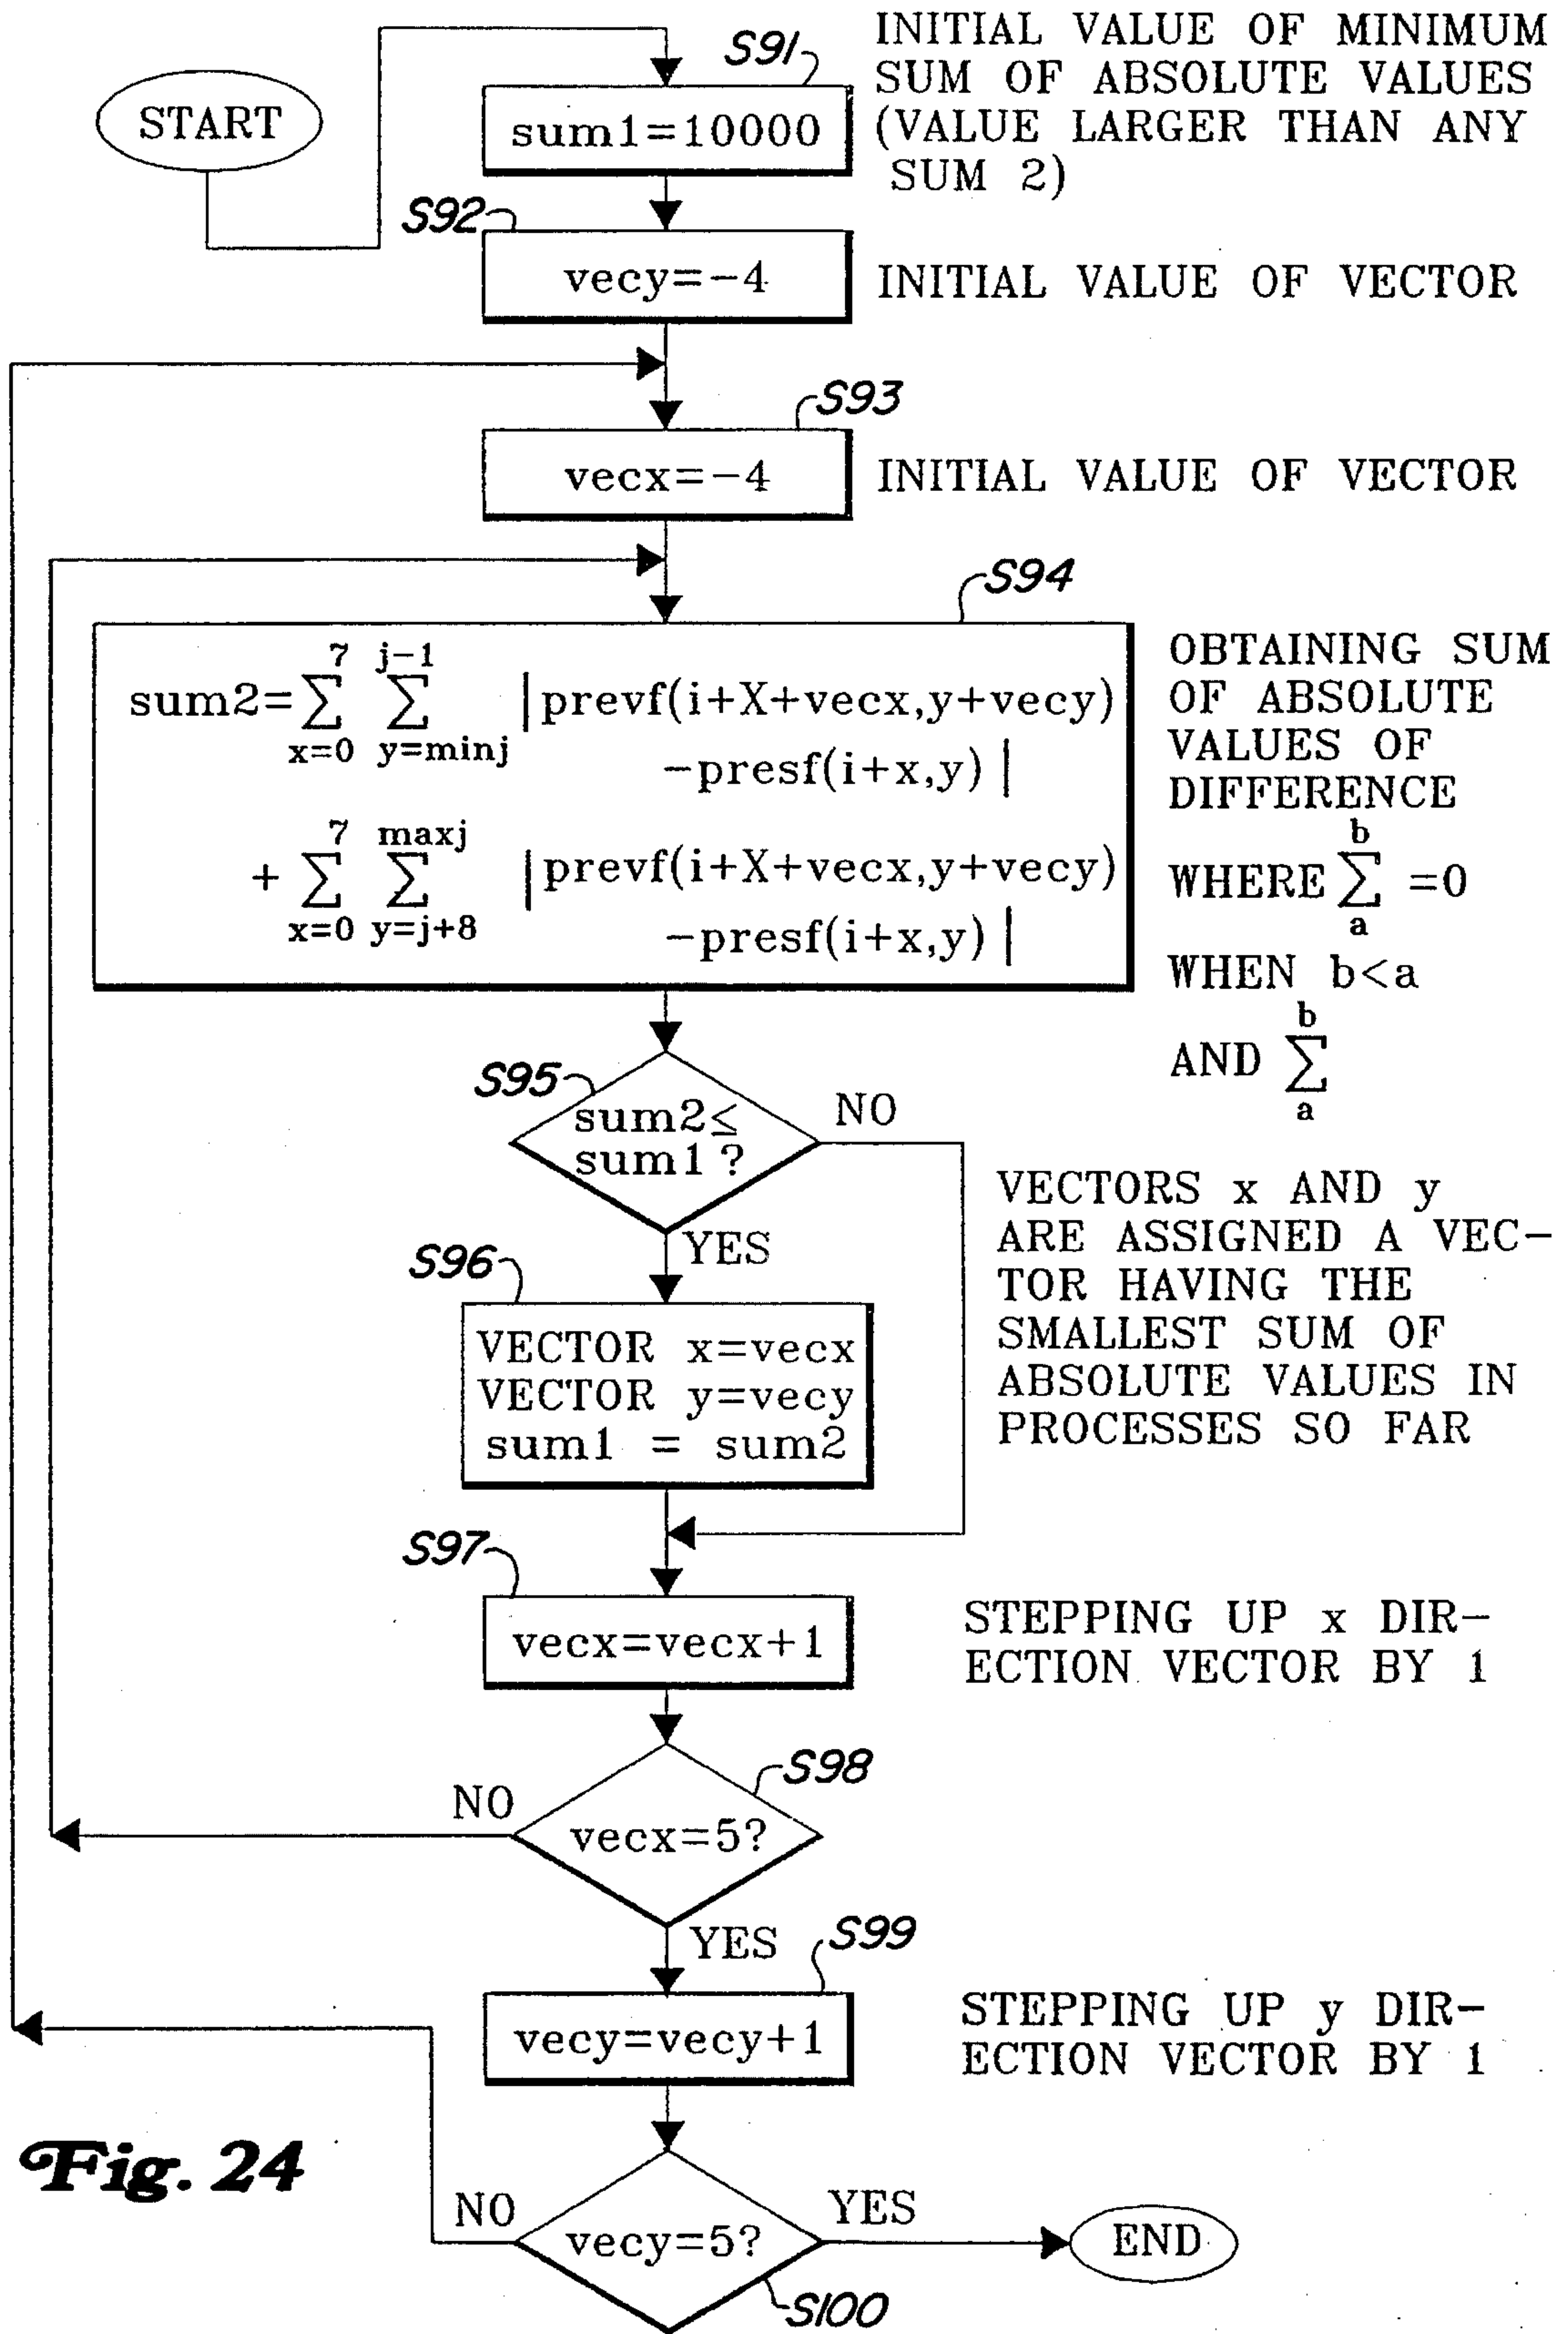 START
S91
sum1=10000
INITIAL VALUE OF MINIMUM
SUM OF ABSOLUTE VALUES
(VALUE LARGER THAN ANY
SUM 2)
S92
vecy=−4
INITIAL VALUE OF VECTOR
S93
vecx=−4
INITIAL VALUE OF VECTOR
S94
7 j−1
sum2=∑ ∑ |prevf(i+X+vecx,y+vecy)
x=0 y=minj
−presf(i+x,y)|
7 maxj
+ ∑ ∑ |prevf(i+X+vecx,y+vecy)
x=0 y=j+8
−presf(i+x,y)|
OBTAINING SUM
OF ABSOLUTE
VALUES OF
DIFFERENCE
b
WHERE ∑ =0
a
WHEN b<a
b
AND ∑
a
S95
sum2≤
sum1?
NO
YES
VECTORS x AND y
ARE ASSIGNED A VEC−
TOR HAVING THE
SMALLEST SUM OF
ABSOLUTE VALUES IN
PROCESSES SO FAR
S96
VECTOR x=vecx
VECTOR y=vecy
sum1 = sum2
S97
vecx=vecx+1
STEPPING UP x DIR−
ECTION VECTOR BY 1
S98
NO
vecx=5?
YES
S99
vecy=vecy+1
STEPPING UP y DIR−
ECTION VECTOR BY 1
Fig. 24
NO
vecy=5?
YES
END
S100